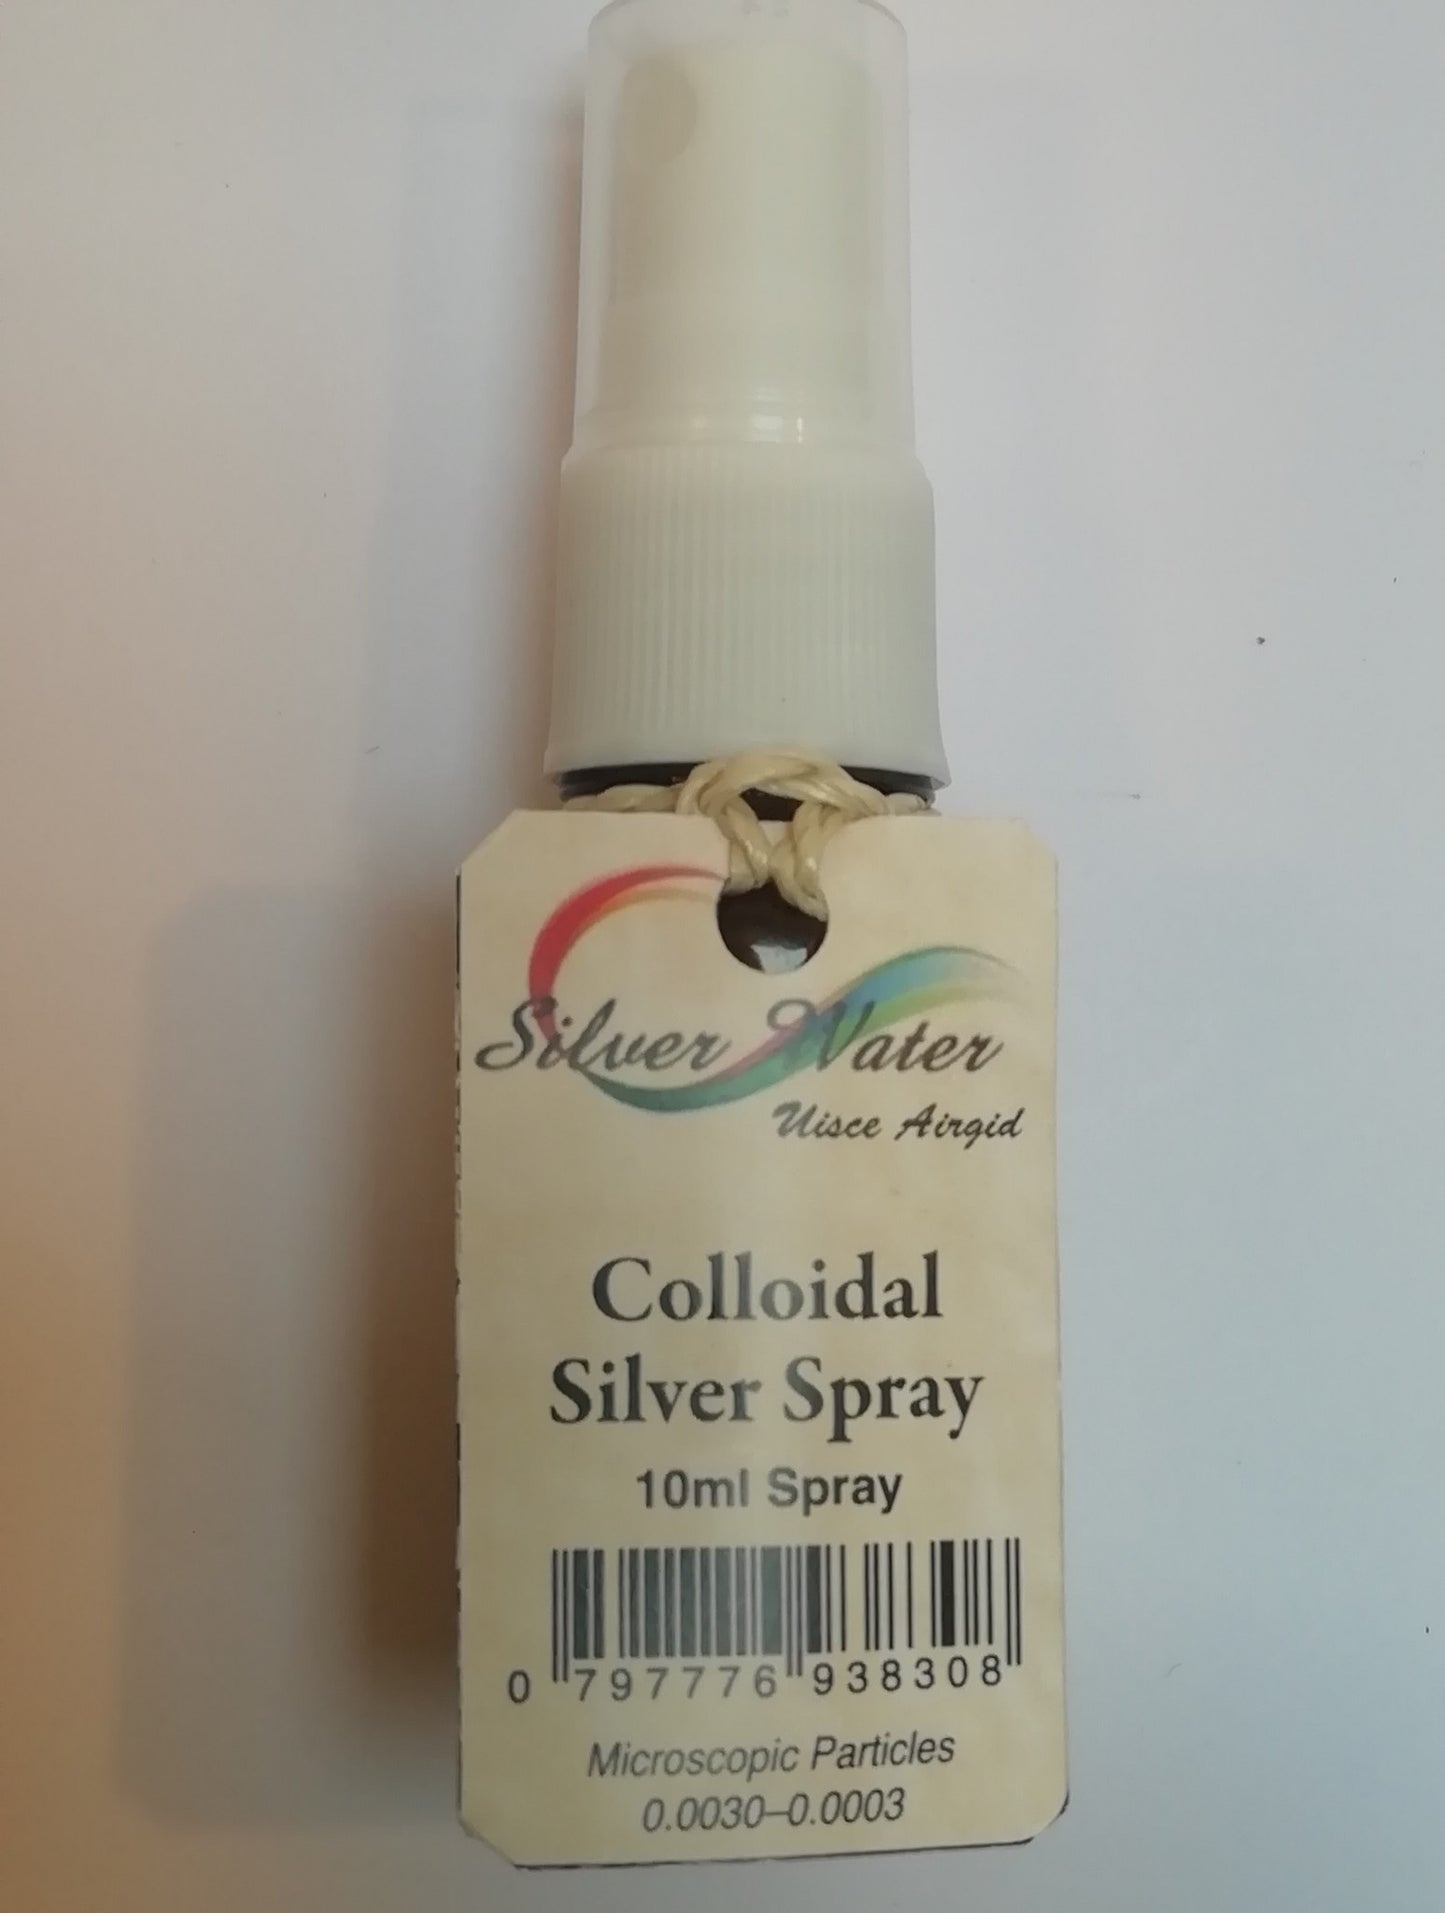 Silver Water
Uisce Airgid
Colloidal
Silver Spray
10ml Spray
0 797776 938308
Microscopic Particles
0.0030–0.0003